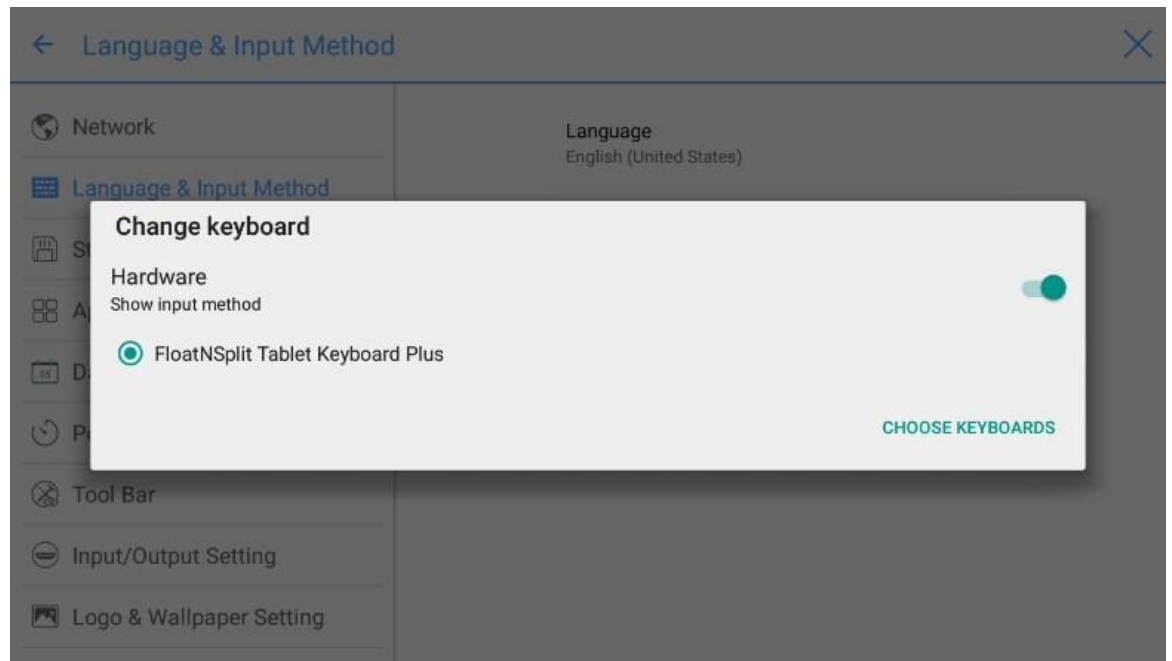 Language & Input Method
Network
Language
English (United States)
Language & Input Method
Change keyboard
Hardware
Show input method
FloatNSplit Tablet Keyboard Plus
CHOOSE KEYBOARDS
Tool Bar
Input/Output Setting
Logo & Wallpaper Setting